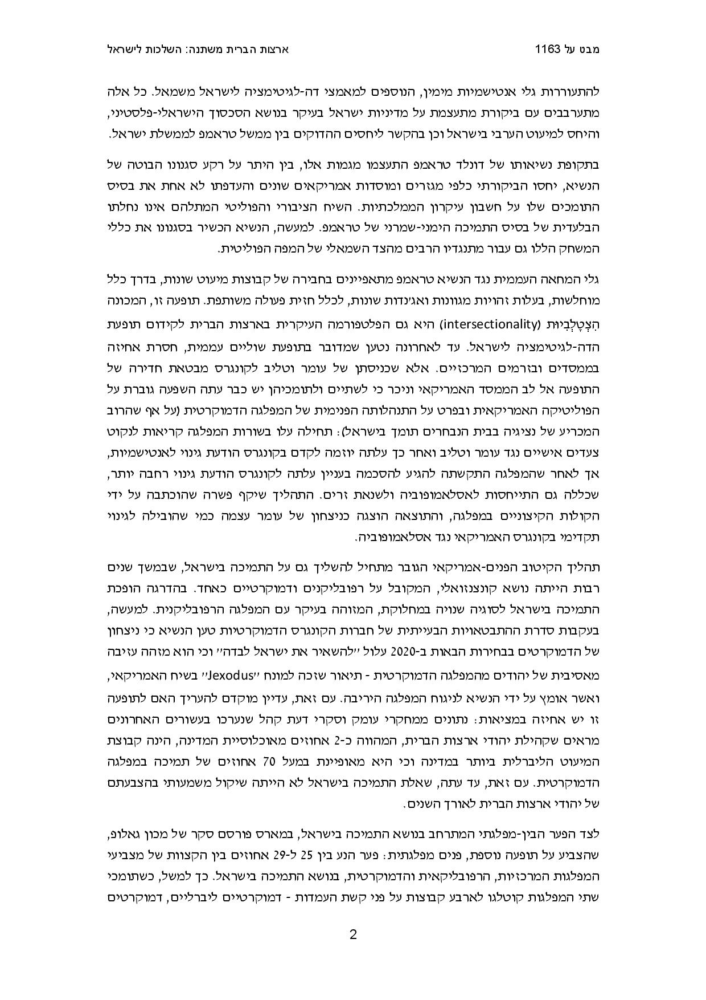 מבט על 1163 ארצות הברית משתנה: השלכות לישראל
להתעוררות גלי אנטישמיות מימין, הנוספים למאמצי דה-לגיטימציה לישראל משמאל. כל אלה
מתערבבים עם ביקורת מתעצמת על מדיניות ישראל בעיקר בנושא הסכסוך הישראלי-פלסטיני,
והיחס למיעוט הערבי בישראל וכן בהקשר ליחסים ההדוקים בין ממשל טראמפ לממשלת ישראל.
בתקופת נשיאותו של דונלד טראמפ התעצמו מגמות אלו, בין היתר על רקע סגנונו הבוטה של
הנשיא, יחסו הביקורתי כלפי מגזרים ומוסדות אמריקאים שונים והעדפתו לא אחת את בסיס
התומכים שלו על חשבון עיקרון הממלכתיות. השיח הציבורי והפוליטי המתלהם אינו נחלתו
הבלעדית של בסיס התמיכה הימני-שמרני של טראמפ. למעשה, הנשיא הכשיר בסגנונו את כללי
המשחק הללו גם עבור מתנגדיו הרבים מהצד השמאלי של המפה הפוליטית.
גלי המחאה העממית נגד הנשיא טראמפ מתאפיינים בחבירה של קבוצות מיעוט שונות, בדרך כלל
מוחלשות, בעלות זהויות מגוונות ואג'נדות שונות, לכלל חזית פעולה משותפת. תופעה זו, המכונה
הִצְטַלְבִיוּת (intersectionality) היא גם הפלטפורמה העיקרית בארצות הברית לקידום תופעת
הדה-לגיטימציה לישראל. עד לאחרונה נטען שמדובר בתופעת שוליים עממית, חסרת אחיזה
בממסדים ובזרמים המרכזיים. אלא שכניסתן של עומר וטליב לקונגרס מבטאת חדירה של
התופעה אל לב הממסד האמריקאי וניכר כי לשתיים ולתומכיהן יש כבר עתה השפעה גוברת על
הפוליטיקה האמריקאית ובפרט על התנהלותה הפנימית של המפלגה הדמוקרטית (על אף שהרוב
המכריע של נציגיה בבית הנבחרים תומך בישראל): תחילה עלו בשורות המפלגה קריאות לנקוט
צעדים אישיים נגד עומר וטליב ואחר כך עלתה יוזמה לקדם בקונגרס הודעת גינוי לאנטישמיות,
אך לאחר שהמפלגה התקשתה להגיע להסכמה בעניין עלתה לקונגרס הודעת גינוי רחבה יותר,
שכללה גם התייחסות לאסלאמופוביה ולשנאת זרים. התהליך שיקף פשרה שהוכתבה על ידי
הקולות הקיצוניים במפלגה, והתוצאה הוצגה כניצחון של עומר עצמה כמי שהובילה לגינוי
תקדימי בקונגרס האמריקאי נגד אסלאמופוביה.
תהליך הקיטוב הפנים-אמריקאי הגובר מתחיל להשליך גם על התמיכה בישראל, שבמשך שנים
רבות הייתה נושא קונצנזואלי, המקובל על רפובליקנים ודמוקרטיים כאחד. בהדרגה הופכת
התמיכה בישראל לסוגיה שנויה במחלוקת, המזוהה בעיקר עם המפלגה הרפובליקנית. למעשה,
בעקבות סדרת ההתבטאויות הבעייתית של חברות הקונגרס הדמוקרטיות טען הנשיא כי ניצחון
של הדמוקרטים בבחירות הבאות ב-2020 עלול "להשאיר את ישראל לבדה" וכי הוא מזהה עזיבה
מאסיבית של יהודים מהמפלגה הדמוקרטית - תיאור שזכה למונח "Jexodus" בשיח האמריקאי,
ואשר אומץ על ידי הנשיא לניגוח המפלגה היריבה. עם זאת, עדיין מוקדם להעריך האם לתופעה
זו יש אחיזה במציאות: נתונים ממחקרי עומק וסקרי דעת קהל שנערכו בעשורים האחרונים
מראים שקהילת יהודי ארצות הברית, המהווה כ-2 אחוזים מאוכלוסיית המדינה, הינה קבוצת
המיעוט הליברלית ביותר במדינה וכי היא מאופיינת במעל 70 אחוזים של תמיכה במפלגה
הדמוקרטית. עם זאת, עד עתה, שאלת התמיכה בישראל לא הייתה שיקול משמעותי בהצבעתם
של יהודי ארצות הברית לאורך השנים.
לצד הפער הבין-מפלגתי המתרחב בנושא התמיכה בישראל, במארס פורסם סקר של מכון גאלופ,
שהצביע על תופעה נוספת, פנים מפלגתית: פער הנע בין 25 ל-29 אחוזים בין הקצוות של מצביעי
המפלגות המרכזיות, הרפובליקאית והדמוקרטית, בנושא התמיכה בישראל. כך למשל, כשתומכי
שתי המפלגות קוטלגו לארבע קבוצות על פני קשת העמדות - דמוקרטיים ליברליים, דמוקרטים
2